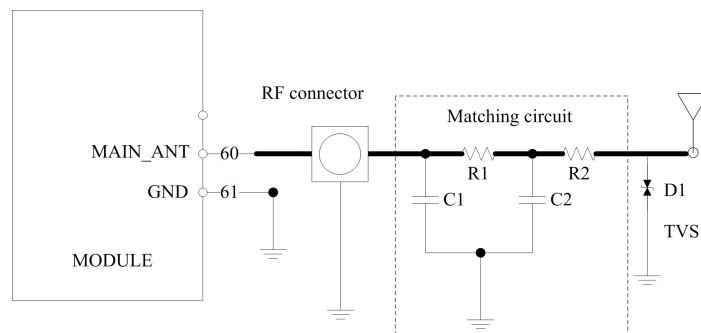 RF connector
Matching circuit
MAIN_ANT
60
R1
R2
GND
61
C1
C2
D1
TVS
MODULE